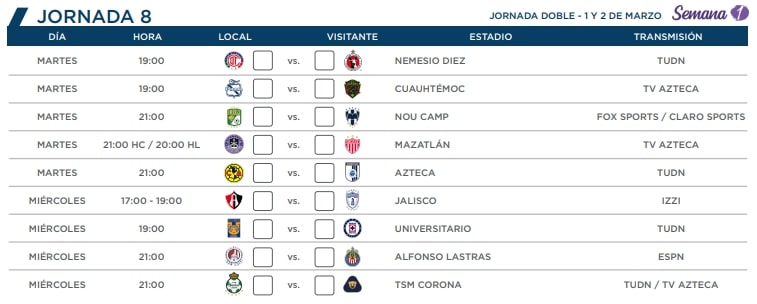 JORNADA 8
JORNADA DOBLE - 1 Y 2 DE MARZO Semana 1
DÍA HORA LOCAL VISITANTE ESTADIO TRANSMISIÓN
MARTES 19:00 vs. NEMESIO DIEZ TUDN
MARTES 19:00 vs. CUAUHTÉMOC TV AZTECA
MARTES 21:00 vs. NOU CAMP FOX SPORTS / CLARO SPORTS
MARTES 21:00 HC / 20:00 HL vs. MAZATLÁN TV AZTECA
MARTES 21:00 vs. AZTECA TUDN
MIÉRCOLES 17:00 - 19:00 vs. JALISCO IZZI
MIÉRCOLES 19:00 vs. UNIVERSITARIO TUDN
MIÉRCOLES 21:00 vs. ALFONSO LASTRAS ESPN
MIÉRCOLES 21:00 vs. TSM CORONA TUDN / TV AZTECA